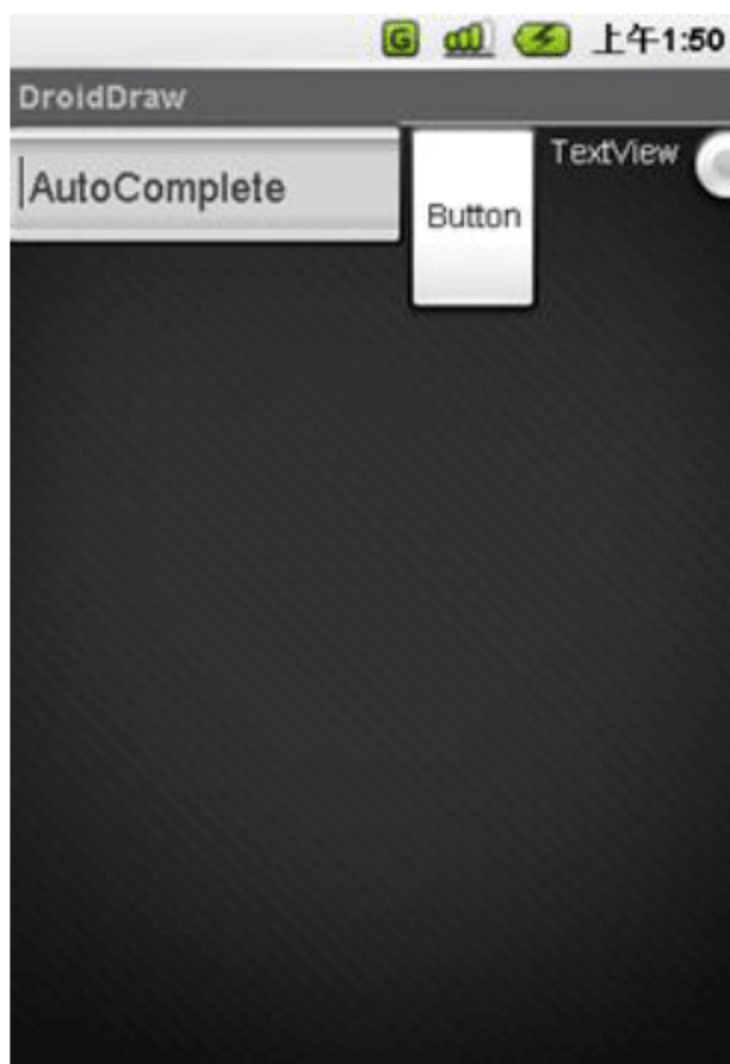 G 上午1:50
DroidDraw
AutoComplete
Button
TextView